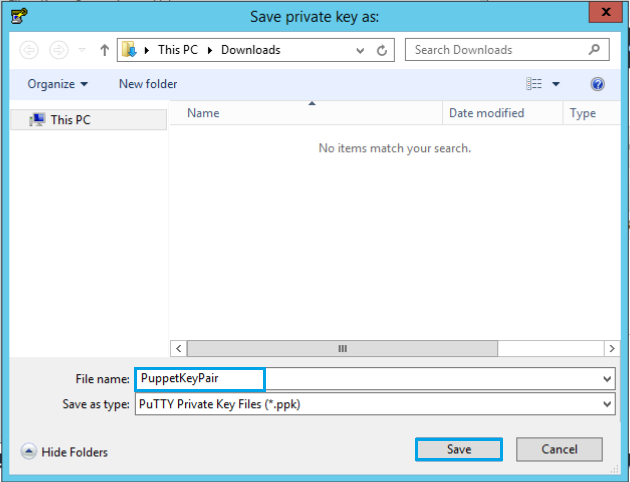 Save private key as:
This PC Downloads
Search Downloads
Organize New folder
This PC
Name Date modified Type
No items match your search.
File name: PuppetKeyPair
Save as type: PuTTY Private Key Files (*.ppk)
Hide Folders Save Cancel